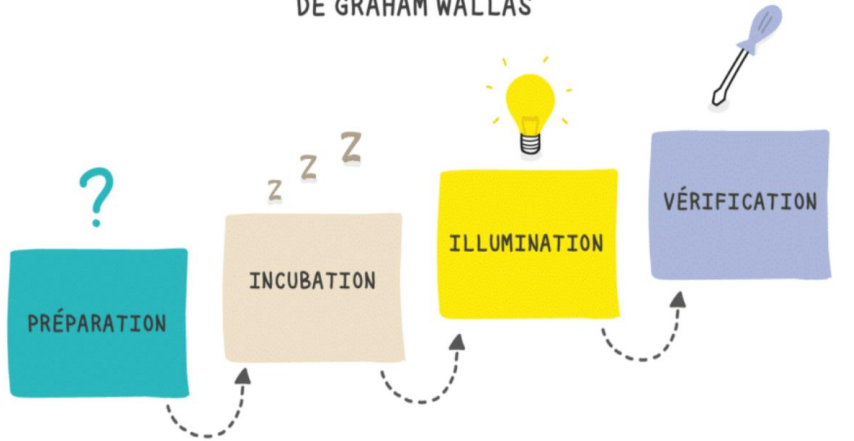 DE GRAHAM WALLAS
?
z z Z
PRÉPARATION
INCUBATION
ILLUMINATION
VÉRIFICATION